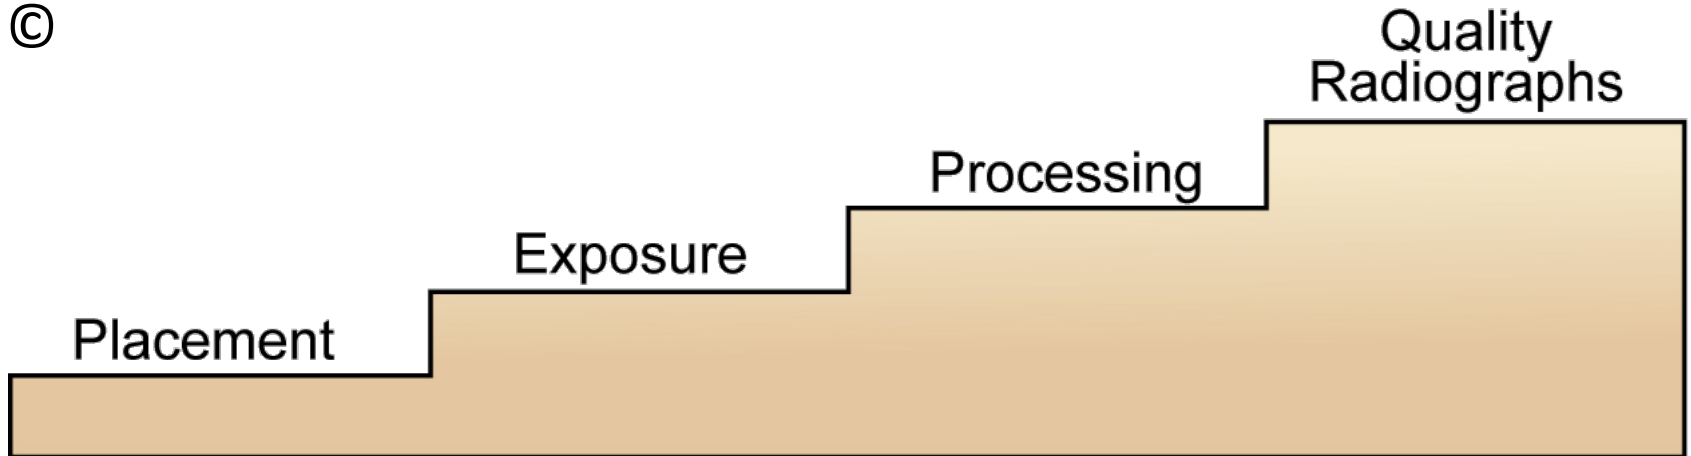 ©
Quality
Radiographs
Processing
Exposure
Placement